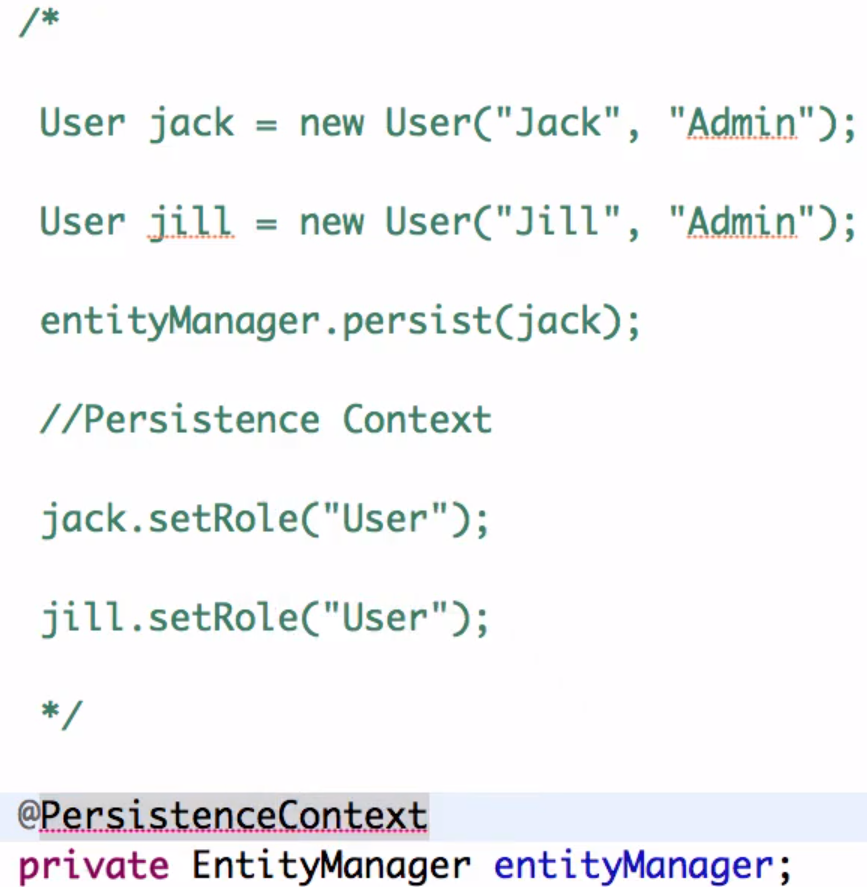 /*
User jack = new User("Jack", "Admin");
User jill = new User("Jill", "Admin");
entityManager.persist(jack);
//Persistence Context
jack.setRole("User");
jill.setRole("User");
*/
@PersistenceContext
private EntityManager entityManager;